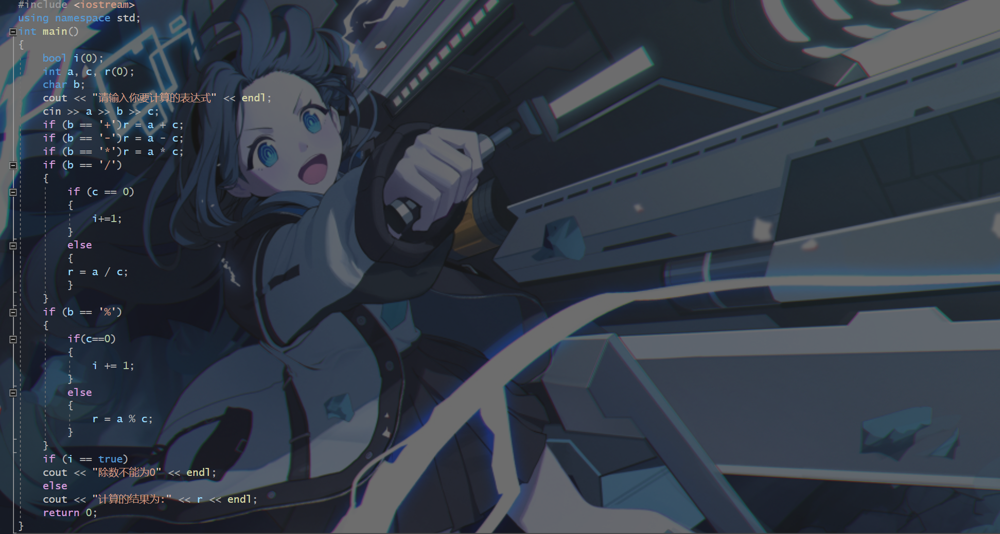 #include <iostream>
using namespace std;
int main()
{
    bool i(0);
    int a, c, r(0);
    char b;
    cout << "请输入你要计算的表达式" << endl;
    cin >> a >> b >> c;
    if (b == '+')r = a + c;
    if (b == '-')r = a - c;
    if (b == '*')r = a * c;
    if (b == '/')
    {
        if (c == 0)
        {
            i+=1;
        }
        else
        {
        r = a / c;
        }
    }
    if (b == '%')
    {
        if(c==0)
        {
            i += 1;
        }
        else
        {
            r = a % c;
        }
    }
    if (i == true)
    cout << "除数不能为0" << endl;
    else
    cout << "计算的结果为:" << r << endl;
    return 0;
}